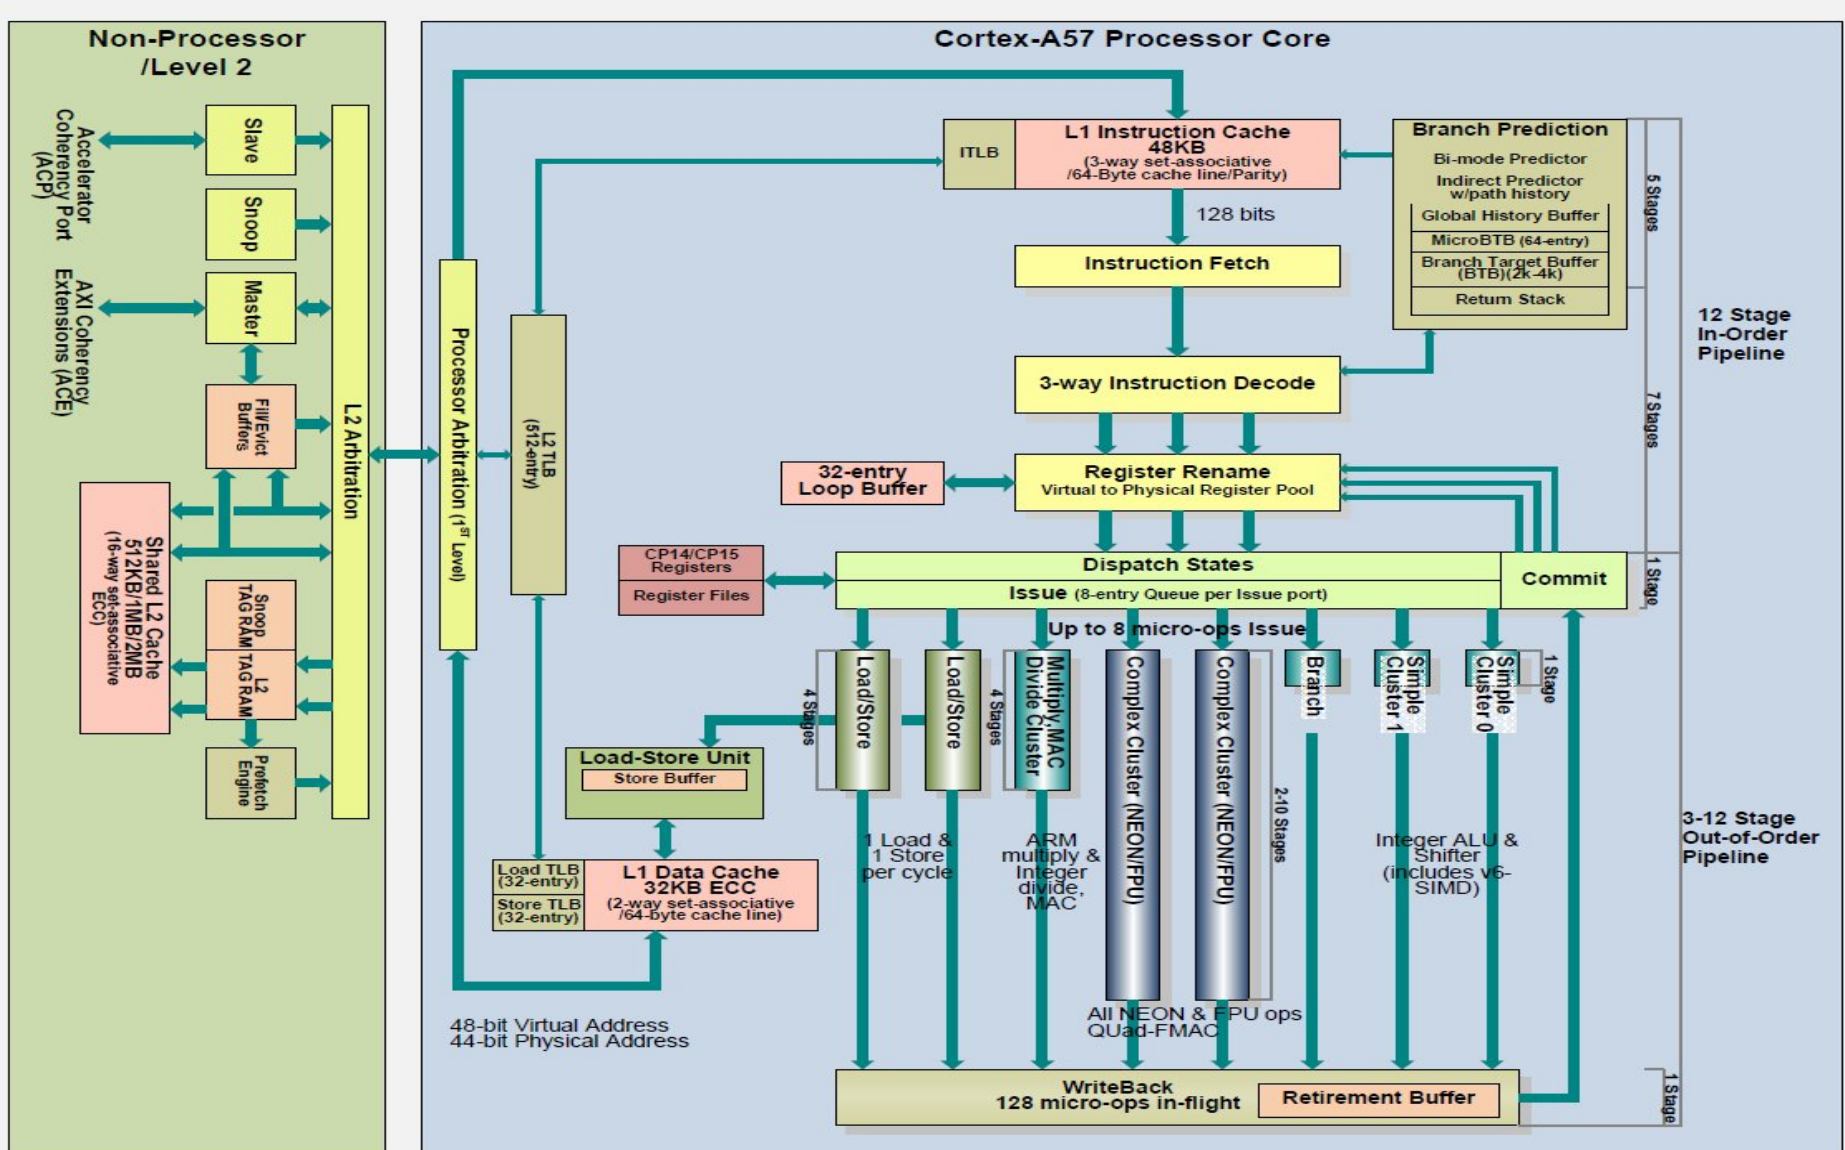 Non-Processor
/Level 2
Accelerator
Coherency Port
(ACP)
AXI Coherency
Extensions (ACE)
Slave
Snoop
Master
Fill/Evict
Buffers
L2 Arbitration
Shared L2 Cache
512KB/1MB/2MB
(16-way set-associative
ECC)
Snoop
TAG RAM
L2
TAG RAM
Prefetch
Engine
Cortex-A57 Processor Core
Processor Arbitration (1ST Level)
L2 TLB
(512-entry)
ITLB
L1 Instruction Cache
48KB
(3-way set-associative
/64-Byte cache line/Parity)
128 bits
Branch Prediction
Bi-mode Predictor
Indirect Predictor
w/path history
Global History Buffer
MicroBTB (64-entry)
Branch Target Buffer
(BTB)(2k-4k)
Return Stack
5 Stages
7 Stages
12 Stage
In-Order
Pipeline
Instruction Fetch
3-way Instruction Decode
32-entry
Loop Buffer
Register Rename
Virtual to Physical Register Pool
CP14/CP15
Registers
Register Files
Dispatch States
Issue (8-entry Queue per Issue port)
Commit
1 Stage
Up to 8 micro-ops Issue
4 Stages
Load/Store
Load/Store
4 Stages
Multiply,MAC
Divide Cluster
Complex Cluster (NEON/FPU)
Complex Cluster (NEON/FPU)
2-10 Stages
Branch
Simple
Cluster 1
Simple
Cluster 0
1 Stage
Load-Store Unit
Store Buffer
Load TLB
(32-entry)
Store TLB
(32-entry)
L1 Data Cache
32KB ECC
(2-way set-associative
/64-byte cache line)
1 Load &
1 Store
per cycle
ARM
multiply &
Integer
divide,
MAC
Integer ALU &
Shifter
(includes v6-
SIMD)
3-12 Stage
Out-of-Order
Pipeline
All NEON & FPU ops
QUad-FMAC
48-bit Virtual Address
44-bit Physical Address
WriteBack
128 micro-ops in-flight
Retirement Buffer
1 Stage